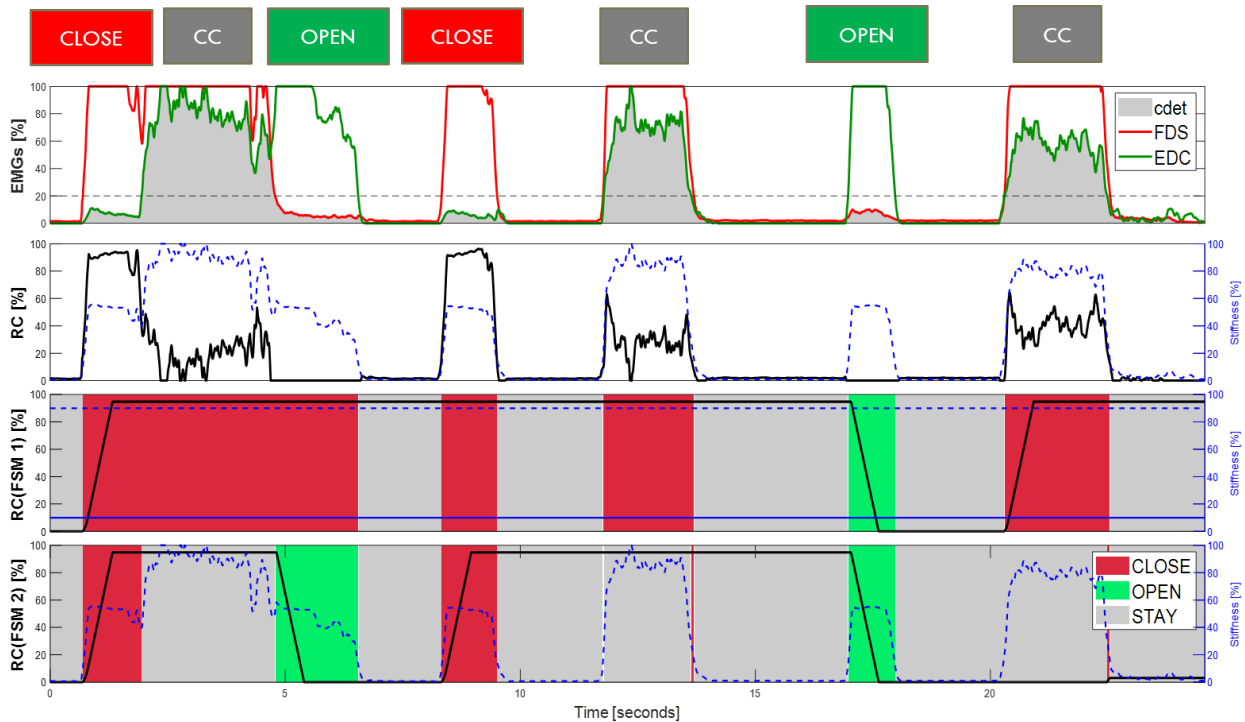 CLOSE
CC
OPEN
CLOSE
CC
OPEN
CC
EMGs [%]
100
80
60
40
20
0
cdet
FDS
EDC
RC [%]
100
80
60
40
20
0
100
80
60
40
20
0
Stiffness [%]
RC(FSM 1) [%]
100
80
60
40
20
0
100
80
60
40
20
0
Stiffness [%]
RC(FSM 2) [%]
100
80
60
40
20
0
CLOSE
OPEN
STAY
100
80
60
40
20
0
Stiffness [%]
0
5
10
15
20
Time [seconds]